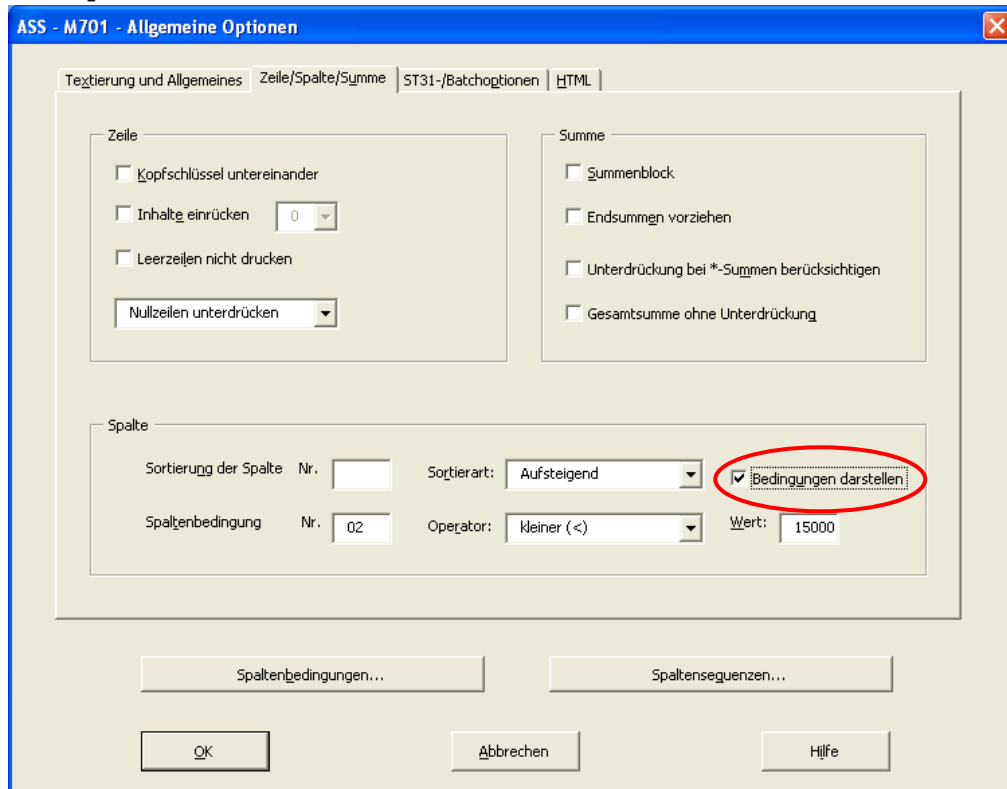 ASS - M701 - Allgemeine Optionen
Textierung und Allgemeines Zeile/Spalte/Summe ST31-/Batchoptionen HTML
Zeile
Kopfschlüssel untereinander
Inhalte einrücken 0
Leerzeilen nicht drucken
Nullzeilen unterdrücken
Summe
Summenblock
Endsummen vorziehen
Unterdrückung bei *-Summen berücksichtigen
Gesamtsumme ohne Unterdrückung
Spalte
Sortierung der Spalte Nr. Sortierart: Aufsteigend Bedingungen darstellen
Spaltenbedingung Nr. 02 Operator: kleiner (<) Wert: 15000
Spaltenbedingungen... Spaltensequenzen...
OK Abbrechen Hilfe